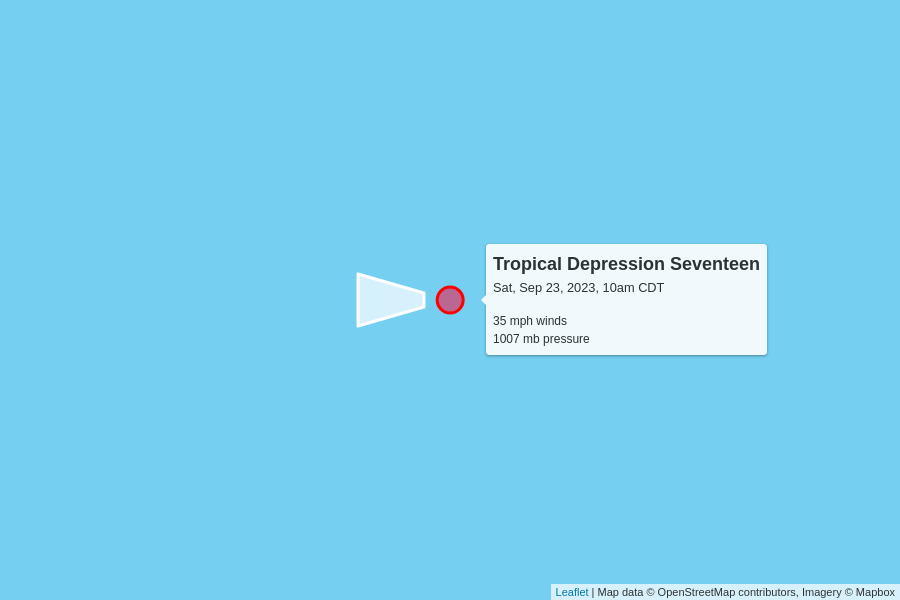 Tropical Depression Seventeen
Sat, Sep 23, 2023, 10am CDT
35 mph winds
1007 mb pressure
Leaflet | Map data © OpenStreetMap contributors, Imagery © Mapbox